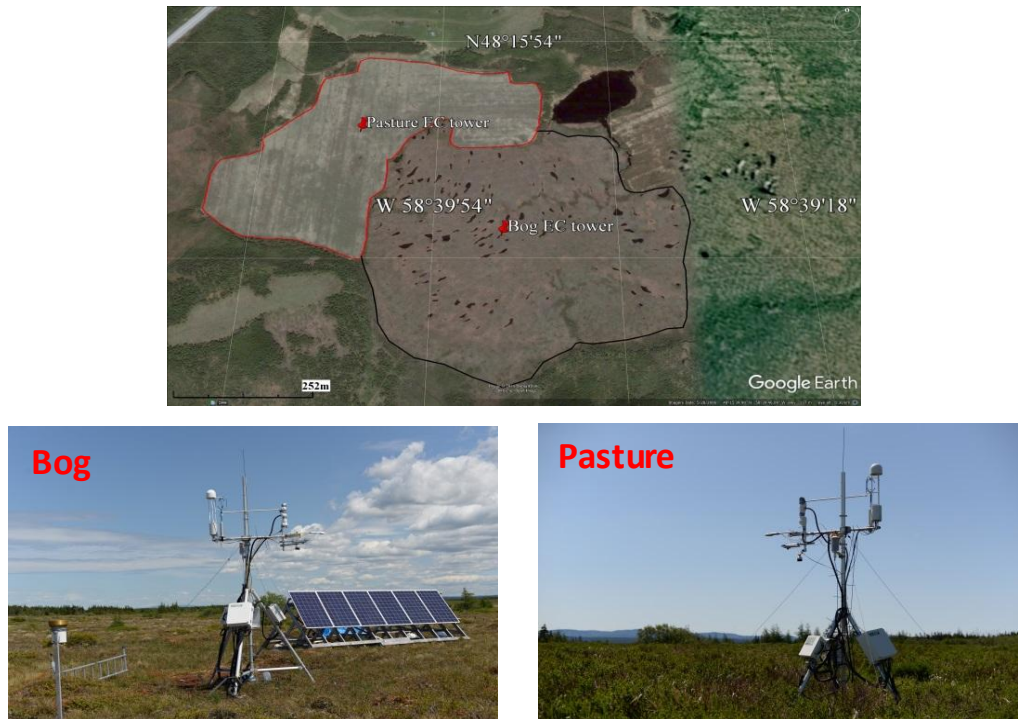 N48°15'54"
Pasture EC tower
W 58°39'54"
W 58°39'18"
Bog EC tower
252m
Google Earth
Bog
Pasture